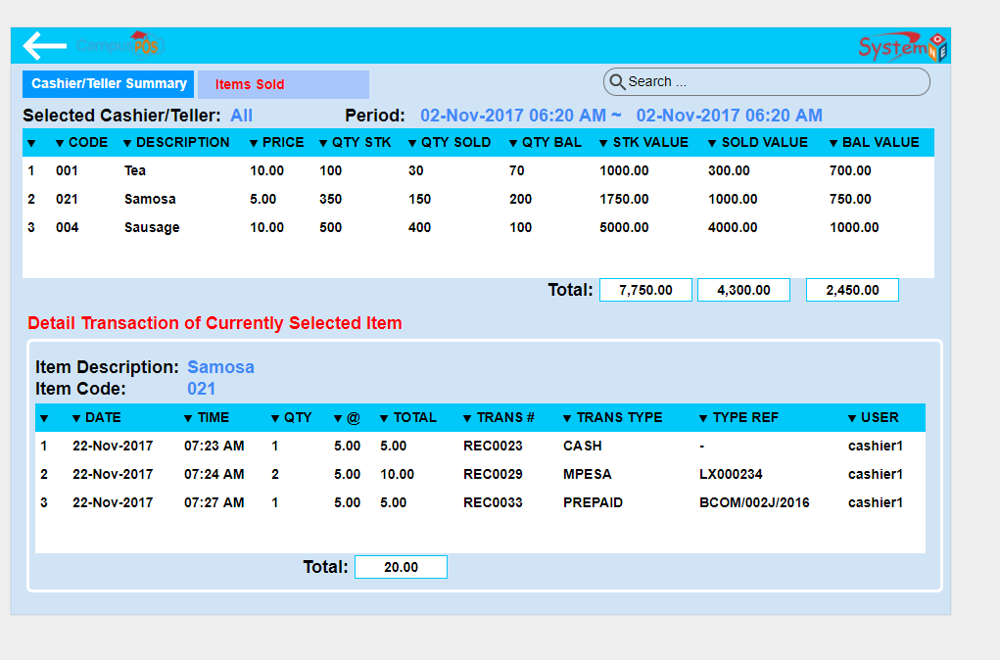 CampusPOS SystemONE
Cashier/Teller Summary Items Sold Search ...
Selected Cashier/Teller: All Period: 02-Nov-2017 06:20 AM ~ 02-Nov-2017 06:20 AM
▼ ▼ CODE ▼ DESCRIPTION ▼ PRICE ▼ QTY STK ▼ QTY SOLD ▼ QTY BAL ▼ STK VALUE ▼ SOLD VALUE ▼ BAL VALUE
1 001 Tea 10.00 100 30 70 1000.00 300.00 700.00
2 021 Samosa 5.00 350 150 200 1750.00 1000.00 750.00
3 004 Sausage 10.00 500 400 100 5000.00 4000.00 1000.00
Total: 7,750.00 4,300.00 2,450.00
Detail Transaction of Currently Selected Item
Item Description: Samosa
Item Code: 021
▼ ▼ DATE ▼ TIME ▼ QTY ▼ @ ▼ TOTAL ▼ TRANS # ▼ TRANS TYPE ▼ TYPE REF ▼ USER
1 22-Nov-2017 07:23 AM 1 5.00 5.00 REC0023 CASH - cashier1
2 22-Nov-2017 07:24 AM 2 5.00 10.00 REC0029 MPESA LX000234 cashier1
3 22-Nov-2017 07:27 AM 1 5.00 5.00 REC0033 PREPAID BCOM/002J/2016 cashier1
Total: 20.00